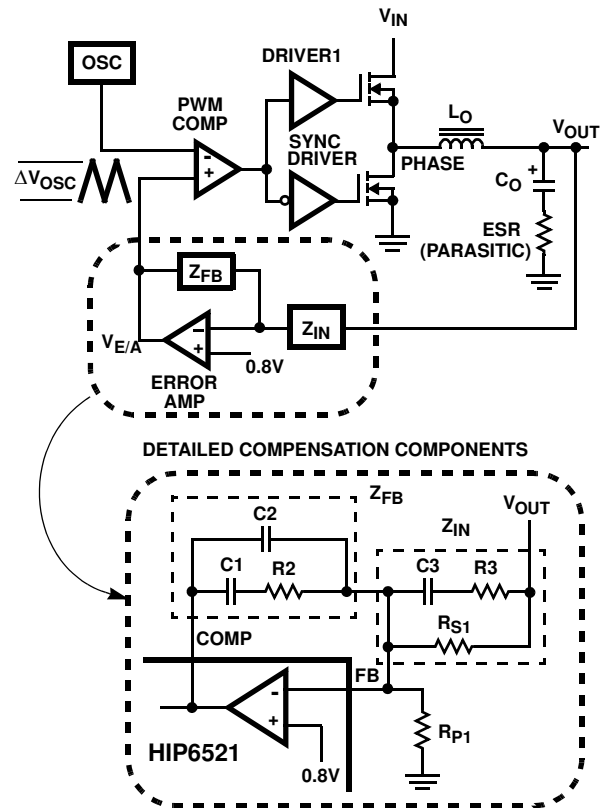 V_IN
OSC
DRIVER1
PWM
COMP
L_O
V_OUT
SYNC
DRIVER
-
+
PHASE
ΔV_OSC
C_O
+
ESR
(PARASITIC)
Z_FB
Z_IN
V_E/A
-
+
0.8V
ERROR
AMP
DETAILED COMPENSATION COMPONENTS
Z_FB
V_OUT
C2
Z_IN
C1
R2
C3
R3
COMP
R_S1
FB
-
+
R_P1
HIP6521
0.8V